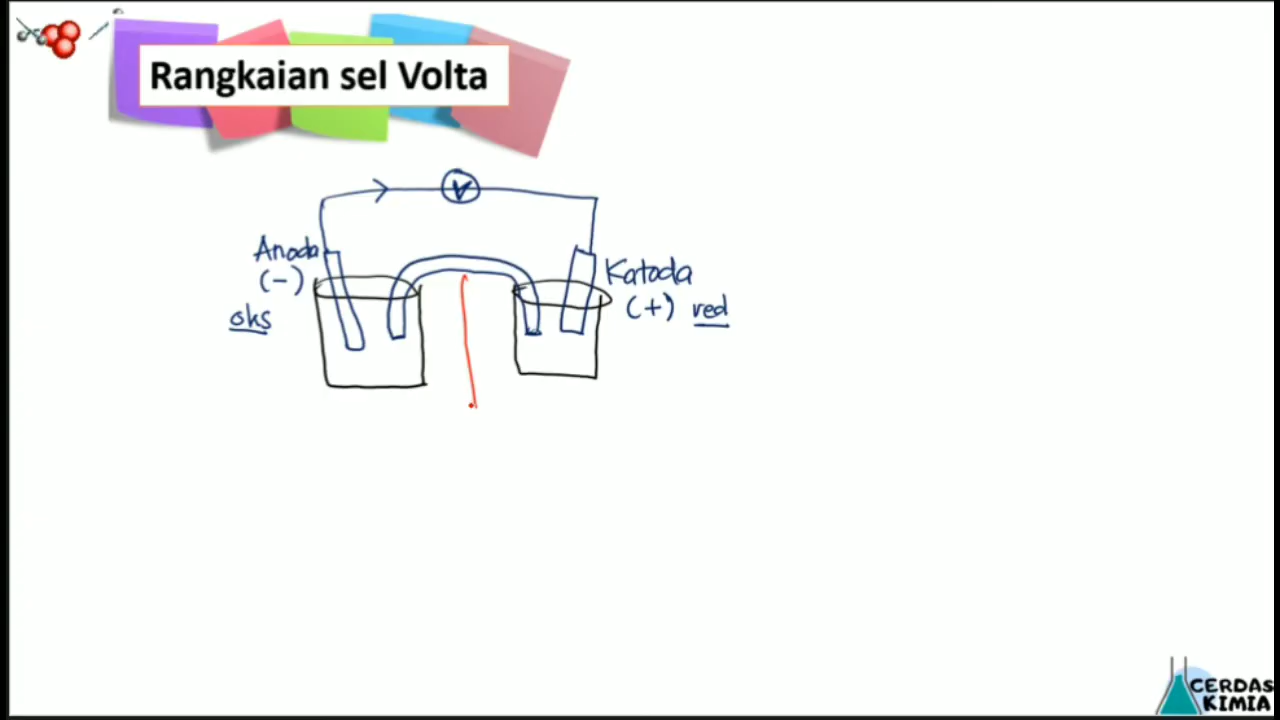 Rangkaian sel Volta
V
Anoda
(-)
oks
Katoda
(+) red
CERDAS
KIMIA